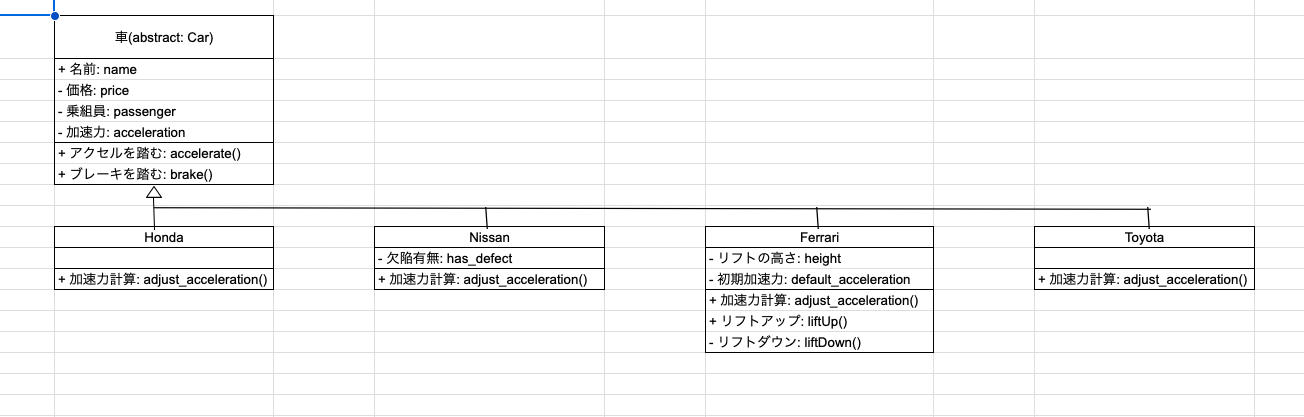 車(abstract: Car)
+ 名前: name
- 価格: price
- 乗組員: passenger
- 加速力: acceleration
+ アクセルを踏む: accelerate()
+ ブレーキを踏む: brake()
Honda
+ 加速力計算: adjust_acceleration()
Nissan
- 欠陥有無: has_defect
+ 加速力計算: adjust_acceleration()
Ferrari
- リフトの高さ: height
- 初期加速力: default_acceleration
+ 加速力計算: adjust_acceleration()
+ リフトアップ: liftUp()
- リフトダウン: liftDown()
Toyota
+ 加速力計算: adjust_acceleration()